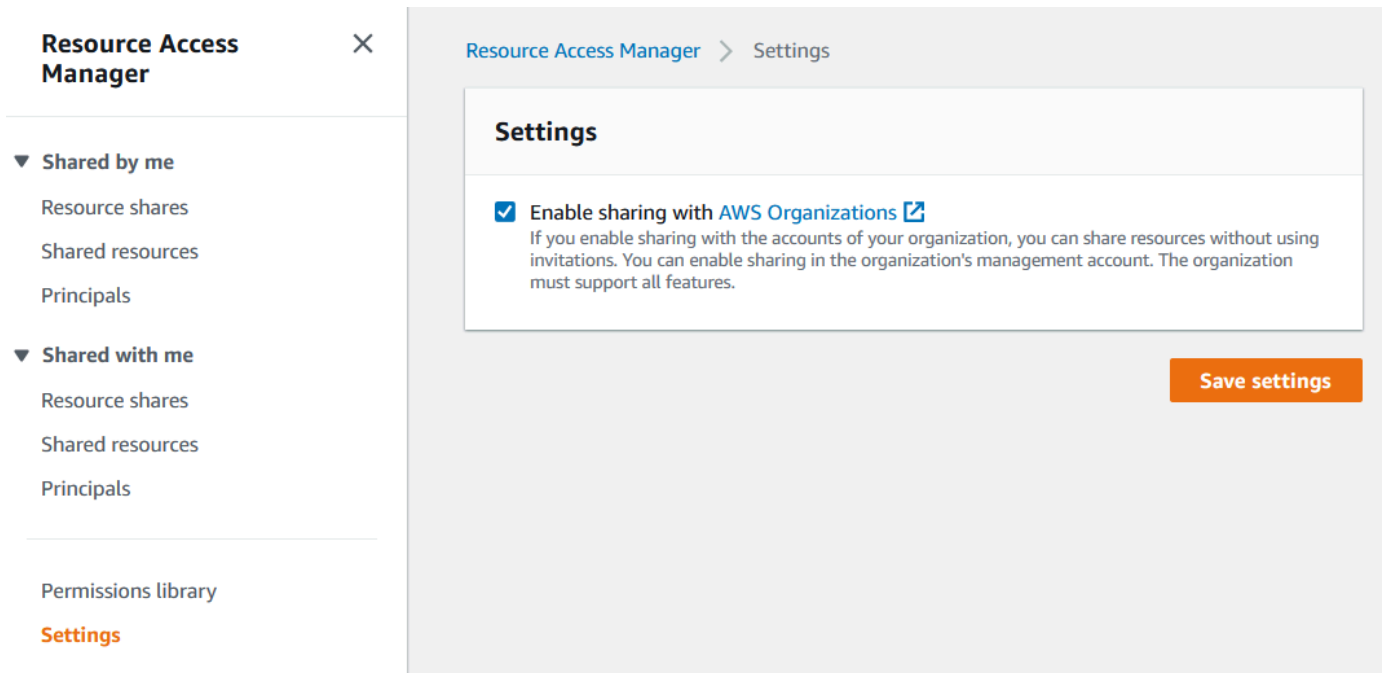 Resource Access
Manager
Shared by me
Resource shares
Shared resources
Principals
Shared with me
Resource shares
Shared resources
Principals
Permissions library
Settings
Resource Access Manager > Settings
Settings
Enable sharing with AWS Organizations
If you enable sharing with the accounts of your organization, you can share resources without using
invitations. You can enable sharing in the organization's management account. The organization
must support all features.
Save settings